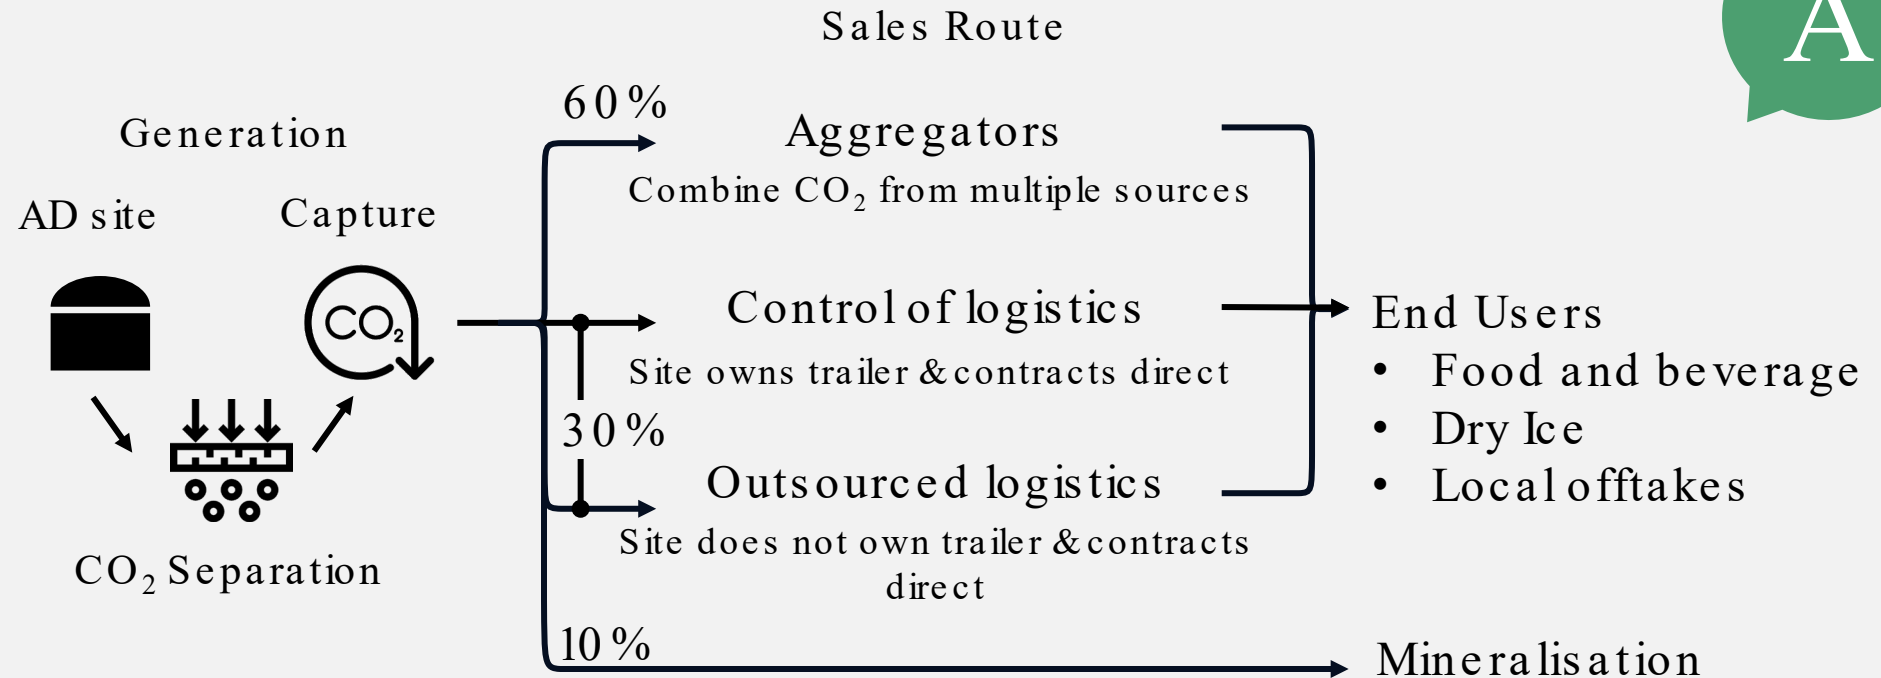 Sales Route
A
60%
Generation
Aggregators
Combine CO₂ from multiple sources
AD site
Capture
CO₂
Control of logistics
Site owns trailer & contracts direct
End Users
• Food and beverage
• Dry Ice
• Local offtakes
30%
Outsourced logistics
Site does not own trailer & contracts
direct
CO₂ Separation
10%
Mineralisation